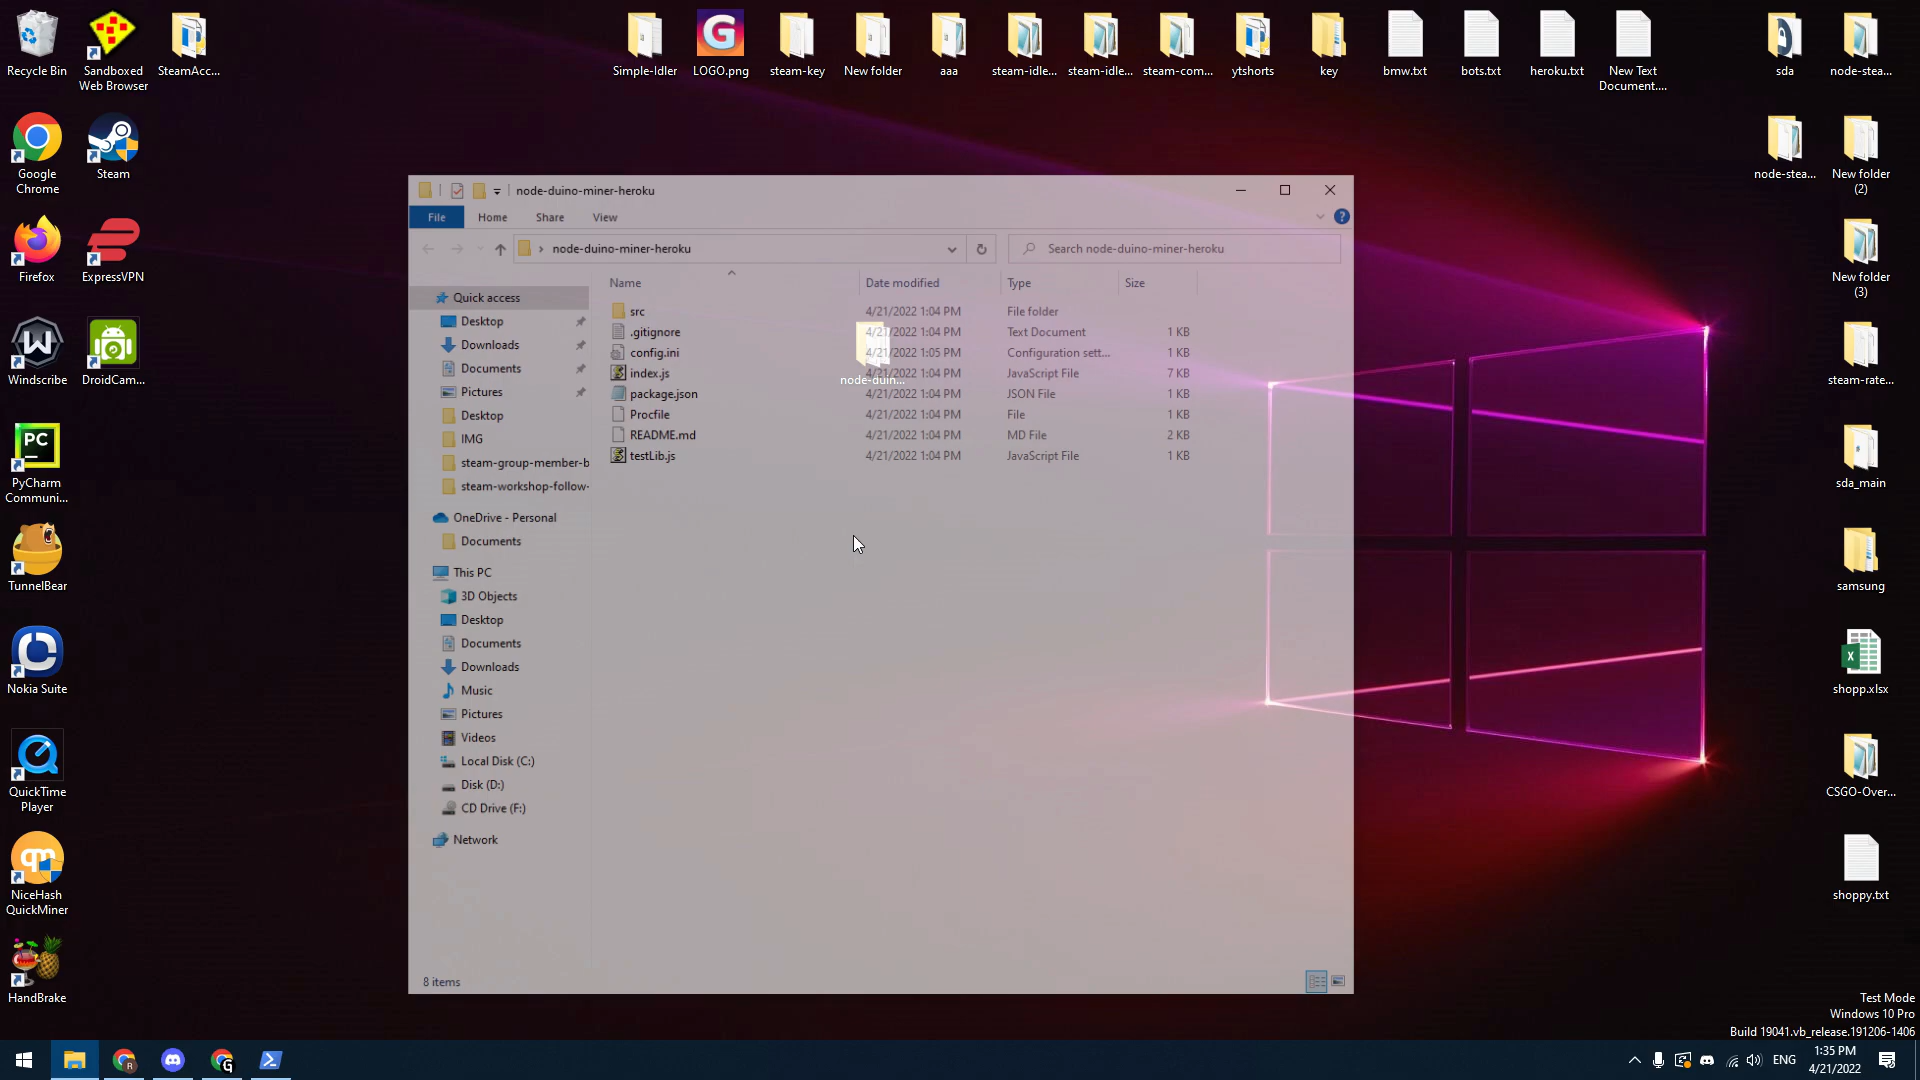 Recycle Bin
Sandboxed
Web Browser
SteamAcc...
Simple-Idler
LOGO.png
steam-key
New folder
aaa
steam-idle...
steam-idle...
steam-com...
ytshorts
key
bmw.txt
bots.txt
heroku.txt
New Text
Document....
sda
node-stea...
Google
Chrome
Steam
node-stea...
New folder
(2)
Firefox
ExpressVPN
New folder
(3)
Windscribe
DroidCam...
steam-rate...
PC
PyCharm
Communi...
sda_main
TunnelBear
samsung
Nokia Suite
shopp.xlsx
QuickTime
Player
CSGO-Over...
NiceHash
QuickMiner
shoppy.txt
HandBrake
node-duino-miner-heroku
File
Home
Share
View
node-duino-miner-heroku
Search node-duino-miner-heroku
Name
Date modified
Type
Size
Quick access
Desktop
Downloads
Documents
Pictures
Desktop
IMG
steam-group-member-b
steam-workshop-follow-
OneDrive - Personal
Documents
This PC
3D Objects
Desktop
Documents
Downloads
Music
Pictures
Videos
Local Disk (C:)
Disk (D:)
CD Drive (F:)
Network
src 4/21/2022 1:04 PM File folder
.gitignore 4/21/2022 1:04 PM Text Document 1 KB
config.ini 4/21/2022 1:05 PM Configuration sett... 1 KB
index.js 4/21/2022 1:04 PM JavaScript File 7 KB
node-duin...
package.json 4/21/2022 1:04 PM JSON File 1 KB
Procfile 4/21/2022 1:04 PM File 1 KB
README.md 4/21/2022 1:04 PM MD File 2 KB
testLib.js 4/21/2022 1:04 PM JavaScript File 1 KB
8 items
Test Mode
Windows 10 Pro
Build 19041.vb_release.191206-1406
ENG
1:35 PM
4/21/2022